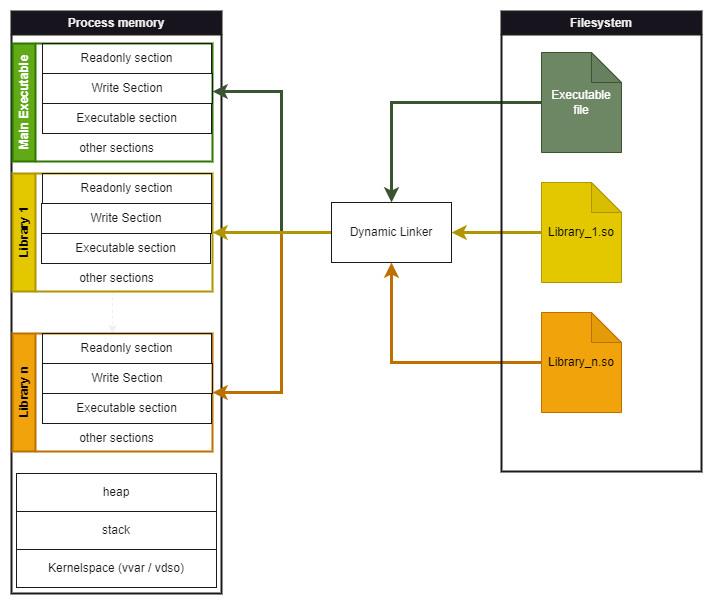 Process memory
Main Executable
Readonly section
Write Section
Executable section
other sections
Library 1
Readonly section
Write Section
Executable section
other sections
Library n
Readonly section
Write Section
Executable section
other sections
heap
stack
Kernelspace (vvar / vdso)
Dynamic Linker
Filesystem
Executable
file
Library_1.so
Library_n.so